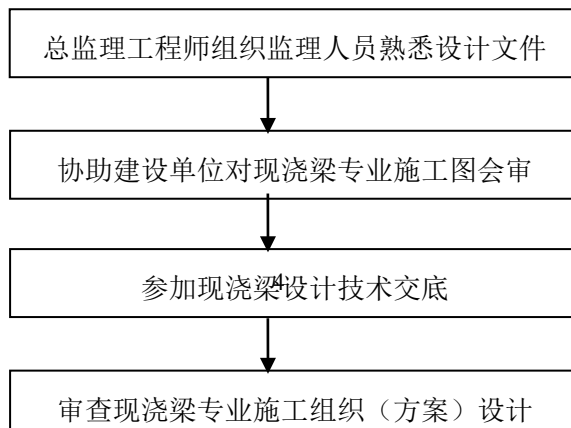 总监理工程师组织监理人员熟悉设计文件
协助建设单位对现浇梁专业施工图会审
参加现浇梁设计技术交底
4
审查现浇梁专业施工组织（方案）设计